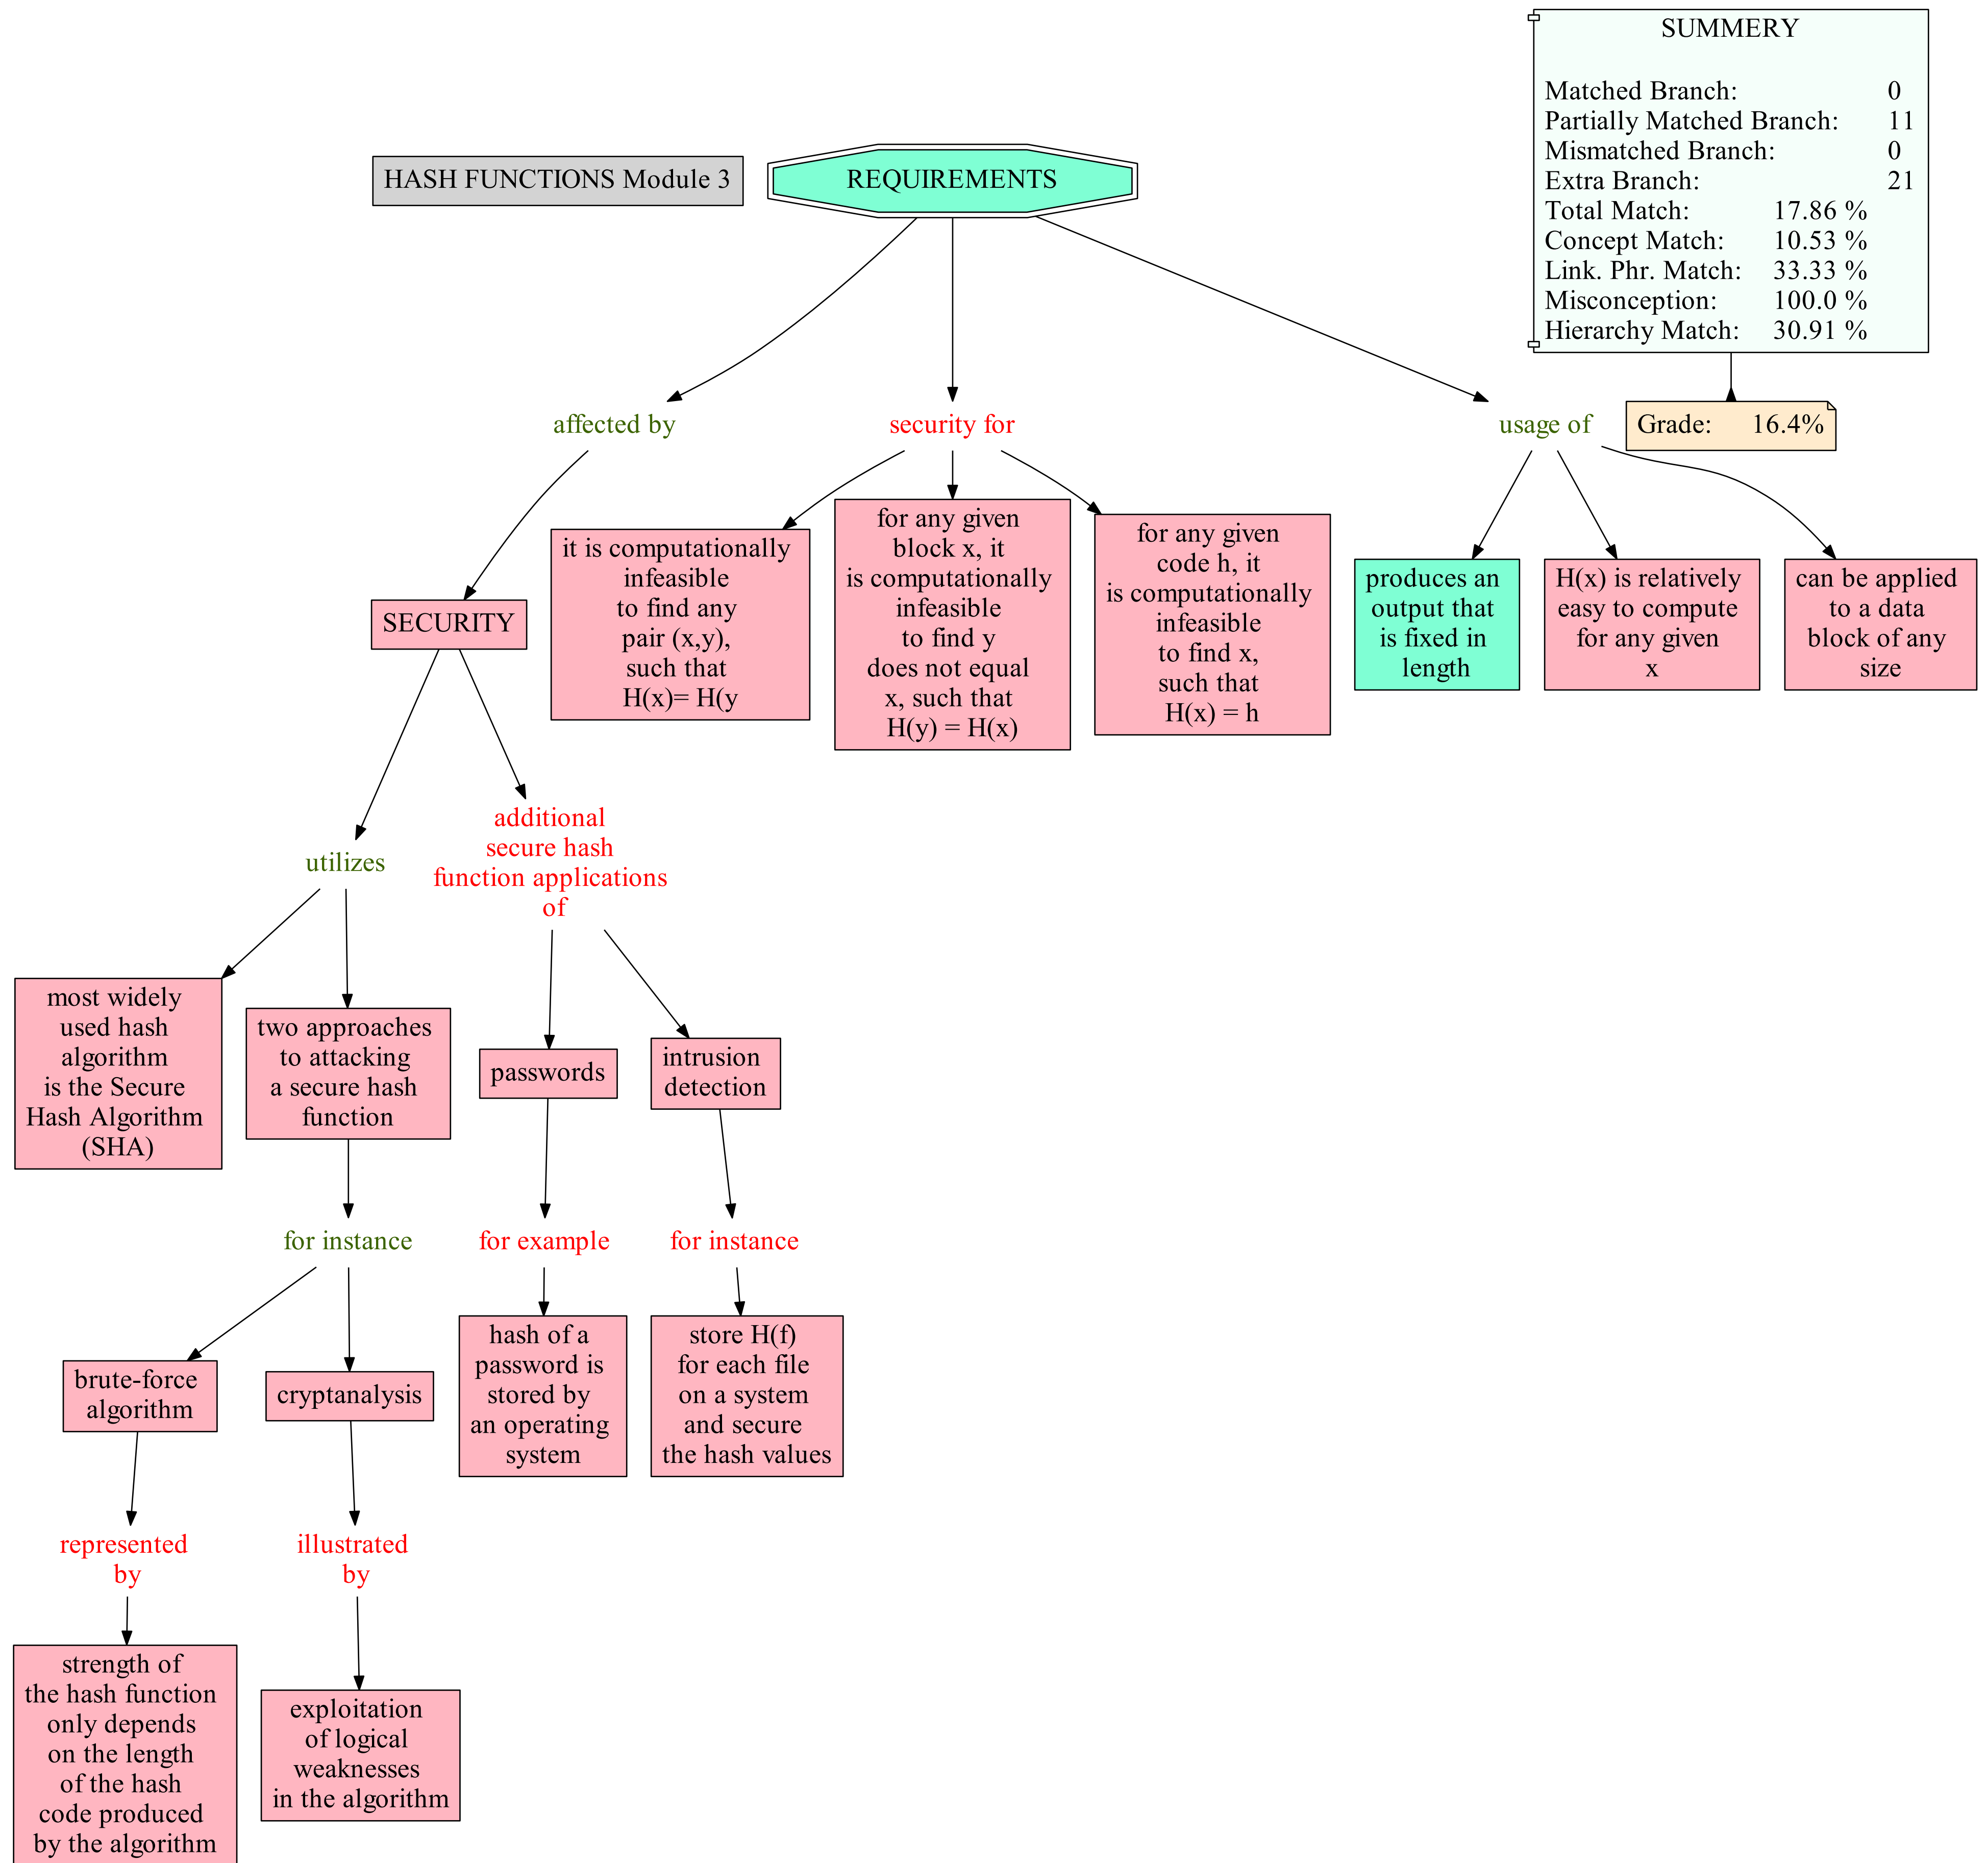 SUMMERY
Matched Branch: 0
Partially Matched Branch: 11
Mismatched Branch: 0
Extra Branch: 21
Total Match: 17.86 %
Concept Match: 10.53 %
Link. Phr. Match: 33.33 %
Misconception: 100.0 %
Hierarchy Match: 30.91 %
HASH FUNCTIONS Module 3
REQUIREMENTS
affected by
security for
usage of
Grade: 16.4%
it is computationally
infeasible
to find any
pair (x,y),
such that
H(x)= H(y
for any given
block x, it
is computationally
infeasible
to find y
does not equal
x, such that
H(y) = H(x)
for any given
code h, it
is computationally
infeasible
to find x,
such that
H(x) = h
produces an
output that
is fixed in
length
H(x) is relatively
easy to compute
for any given
x
can be applied
to a data
block of any
size
SECURITY
utilizes
additional
secure hash
function applications
of
most widely
used hash
algorithm
is the Secure
Hash Algorithm
(SHA)
two approaches
to attacking
a secure hash
function
passwords
intrusion
detection
for instance
for example
for instance
brute-force
algorithm
cryptanalysis
hash of a
password is
stored by
an operating
system
store H(f)
for each file
on a system
and secure
the hash values
represented
by
illustrated
by
strength of
the hash function
only depends
on the length
of the hash
code produced
by the algorithm
exploitation
of logical
weaknesses
in the algorithm